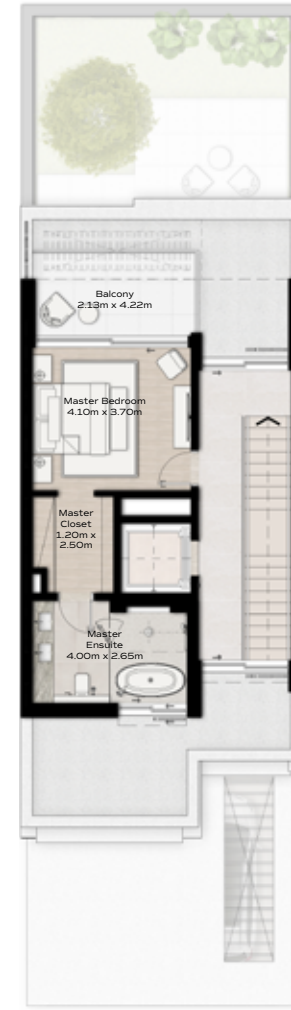 Balcony
2.13m x 4.22m
Master Bedroom
4.10m x 3.70m
Master
Closet
1.20m x
2.50m
Master
Ensuite
4.00m x 2.65m